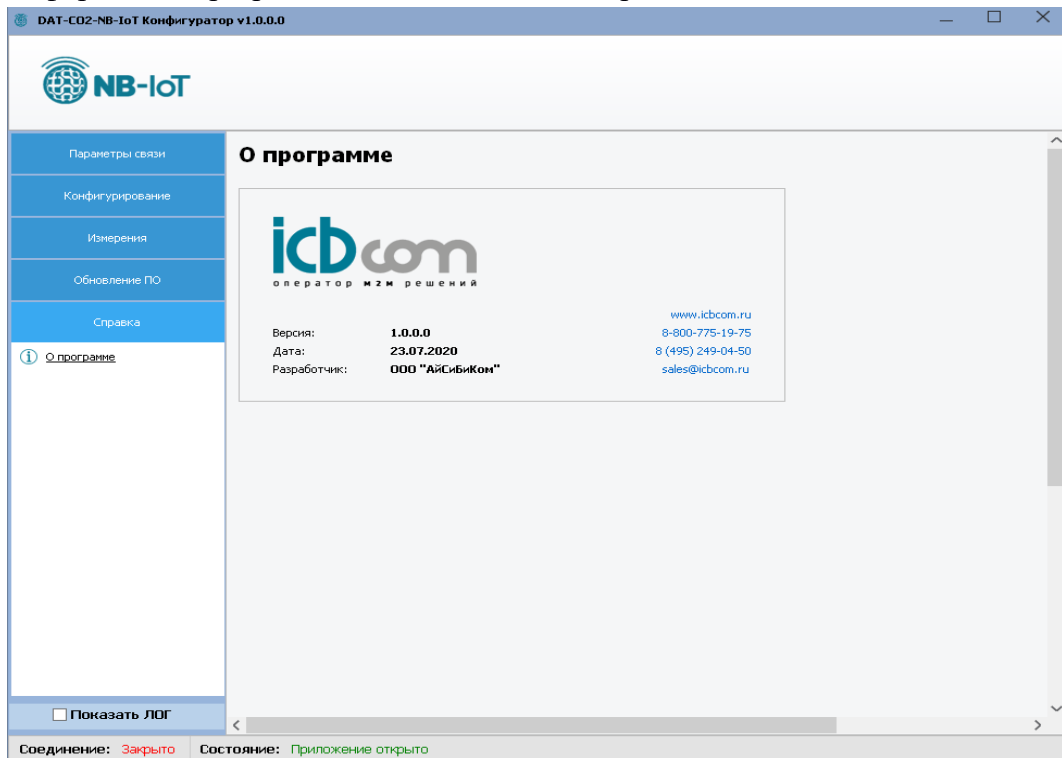 DAT-CO2-NB-IoT Конфигуратор v1.0.0.0
NB-IoT
Параметры связи
Конфигурирование
Измерения
Обновление ПО
Справка
О программе
О программе
icbcom
оператор м2м решений
www.icbcom.ru
Версия: 1.0.0.0 8-800-775-19-75
Дата: 23.07.2020 8 (495) 249-04-50
Разработчик: ООО "АйСиБиКом" sales@icbcom.ru
Показать ЛОГ
Соединение: Закрыто Состояние: Приложение открыто